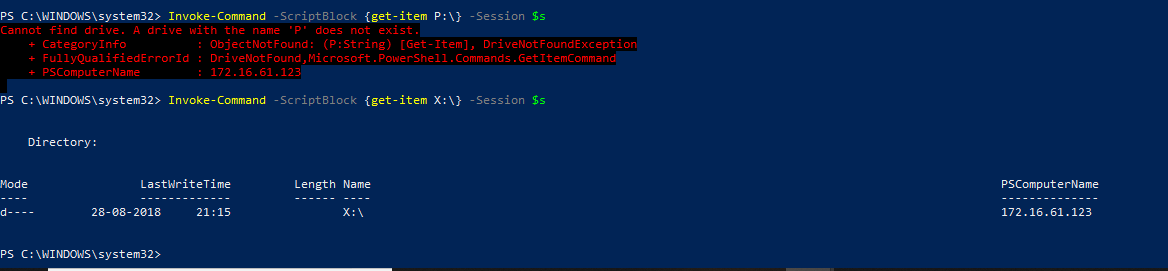 PS C:\WINDOWS\system32> Invoke-Command -ScriptBlock {get-item P:\} -Session $s
Cannot find drive. A drive with the name 'P' does not exist.
    + CategoryInfo          : ObjectNotFound: (P:String) [Get-Item], DriveNotFoundException
    + FullyQualifiedErrorId : DriveNotFound,Microsoft.PowerShell.Commands.GetItemCommand
    + PSComputerName        : 172.16.61.123
PS C:\WINDOWS\system32> Invoke-Command -ScriptBlock {get-item X:\} -Session $s
    Directory:
Mode                LastWriteTime         Length Name                                                                                          PSComputerName
----                -------------         ------ ----                                                                                          --------------
d----         28-08-2018     21:15                X:\                                                                                           172.16.61.123
PS C:\WINDOWS\system32>